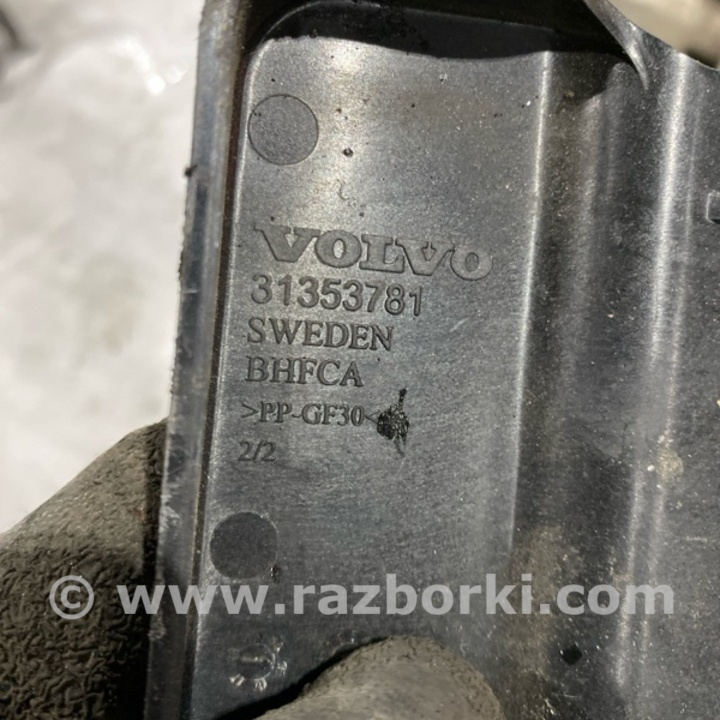 VOLVO
31353781
SWEDEN
BHFCA
>PP-GF30<
2/2
© www.razborki.com